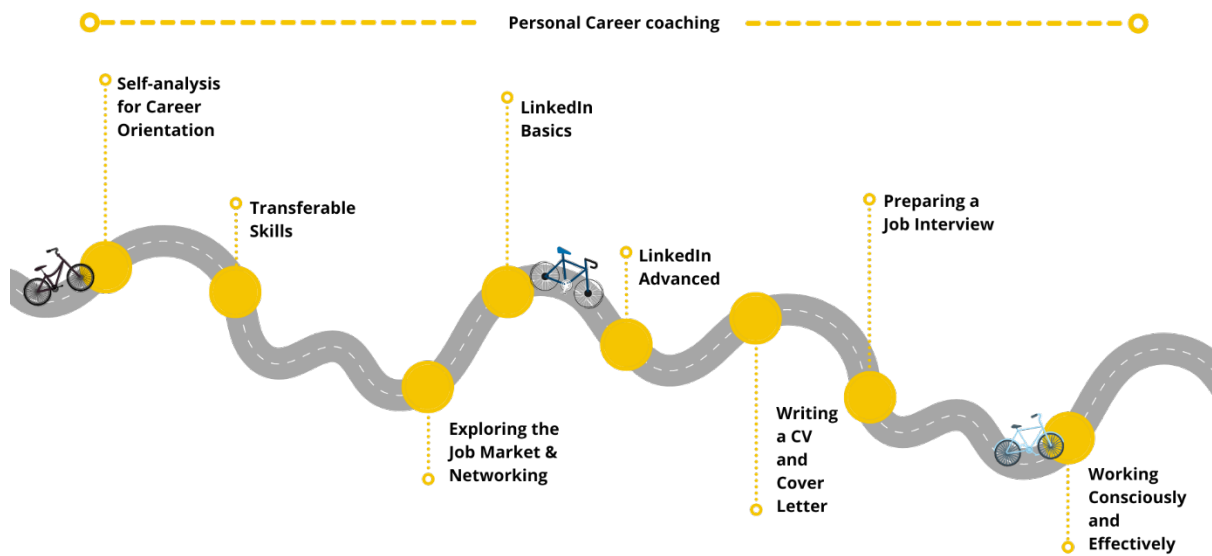 Personal Career coaching
Self-analysis
for Career
Orientation
Transferable
Skills
Exploring the
Job Market &
Networking
LinkedIn
Basics
LinkedIn
Advanced
Writing
a CV
and
Cover
Letter
Preparing a
Job Interview
Working
Consciously
and
Effectively